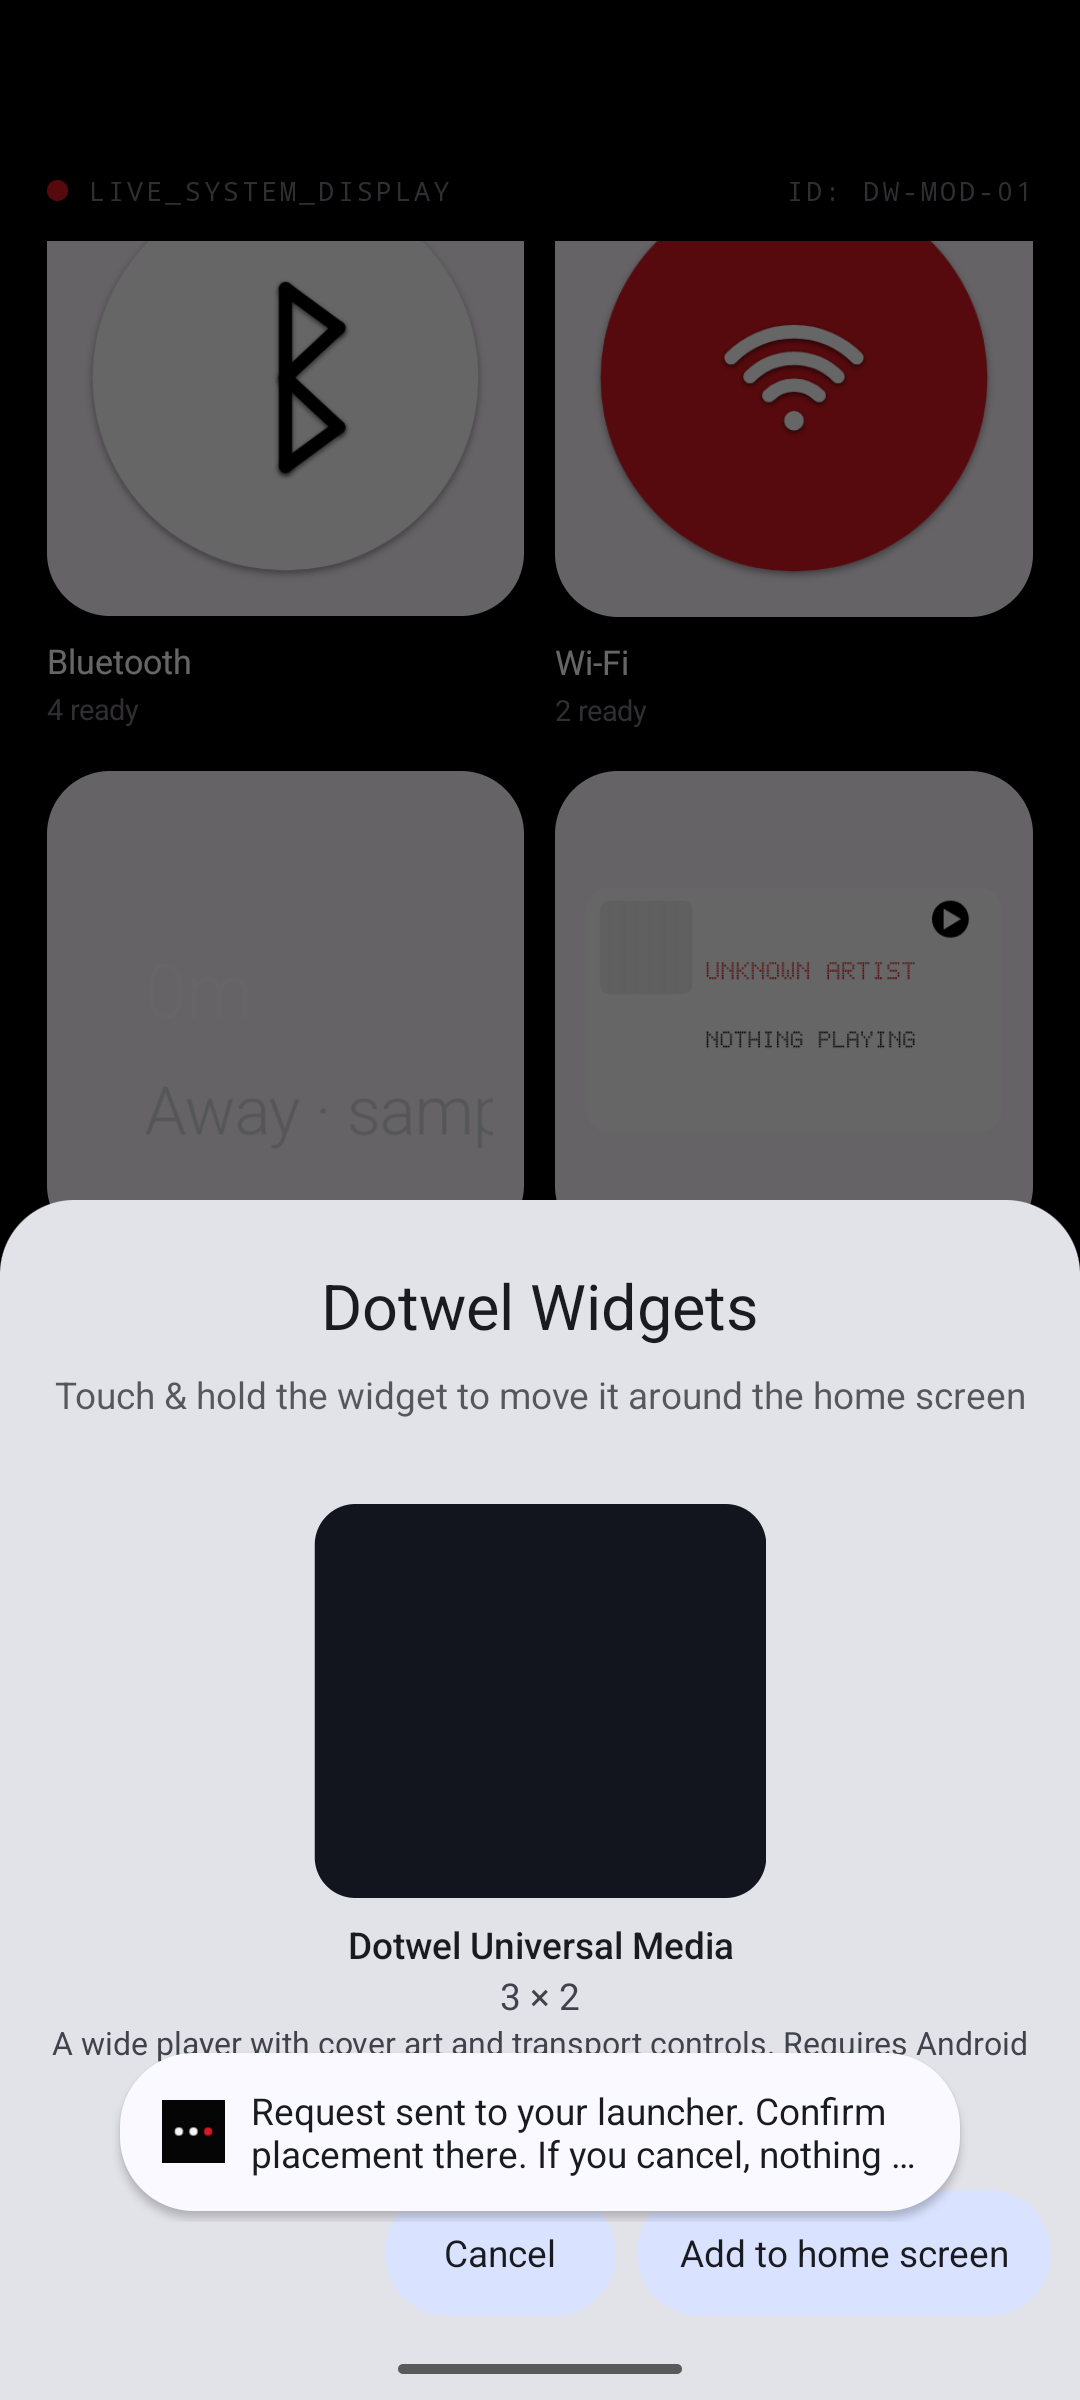 LIVE_SYSTEM_DISPLAY ID: DW-MOD-01
Bluetooth Wi-Fi
4 ready 2 ready
0m
Away · samp
UNKNOWN ARTIST
NOTHING PLAYING
Dotwel Widgets
Touch & hold the widget to move it around the home screen
Dotwel Universal Media
3 × 2
A wide player with cover art and transport controls. Requires Android
Request sent to your launcher. Confirm
placement there. If you cancel, nothing ...
Cancel Add to home screen